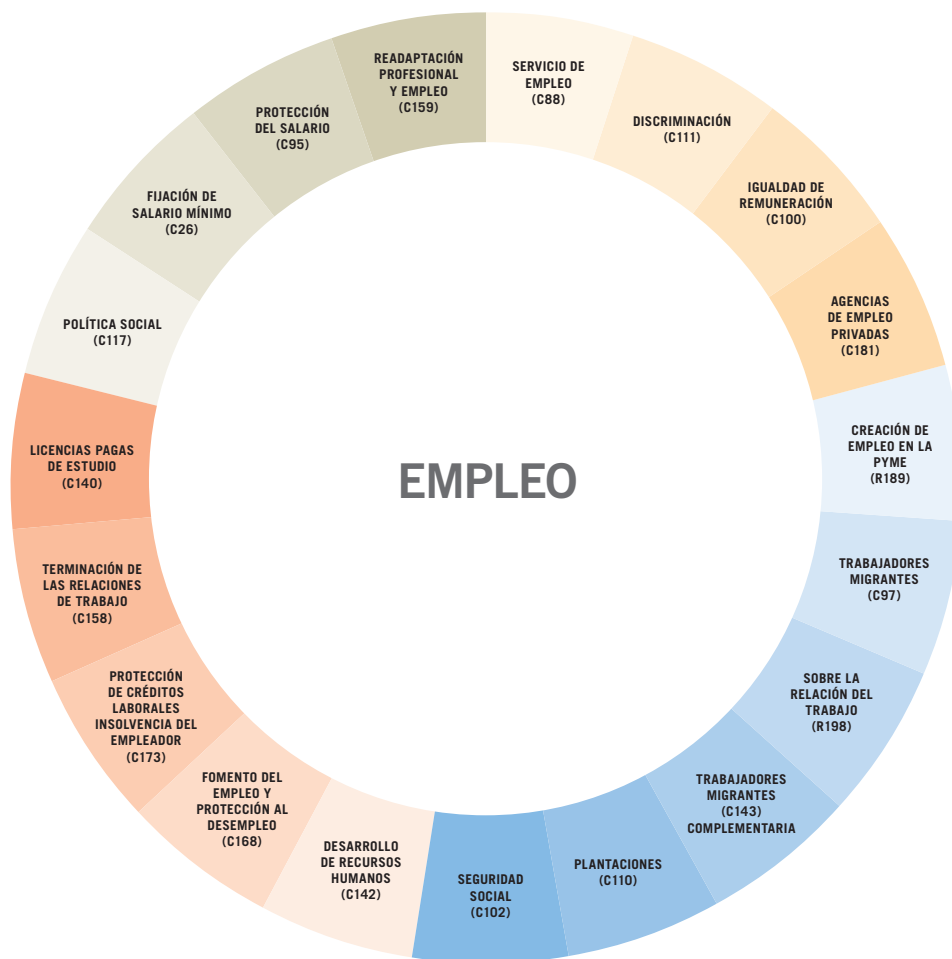 SERVICIO DE
EMPLEO
(C88)
DISCRIMINACIÓN
(C111)
IGUALDAD DE
REMUNERACIÓN
(C100)
AGENCIAS
DE EMPLEO
PRIVADAS
(C181)
CREACIÓN DE
EMPLEO EN LA
PYME
(R189)
TRABAJADORES
MIGRANTES
(C97)
SOBRE LA
RELACIÓN DEL
TRABAJO
(R198)
TRABAJADORES
MIGRANTES
(C143)
COMPLEMENTARIA
PLANTACIONES
(C110)
SEGURIDAD
SOCIAL
(C102)
DESARROLLO
DE RECURSOS
HUMANOS
(C142)
FOMENTO DEL
EMPLEO Y
PROTECCIÓN AL
DESEMPLEO
(C168)
PROTECCIÓN
DE CRÉDITOS
LABORALES
INSOLVENCIA DEL
EMPLEADOR
(C173)
TERMINACIÓN DE
LAS RELACIONES
DE TRABAJO
(C158)
LICENCIAS PAGAS
DE ESTUDIO
(C140)
POLÍTICA SOCIAL
(C117)
FIJACIÓN DE
SALARIO MÍNIMO
(C26)
PROTECCIÓN
DEL SALARIO
(C95)
READAPTACIÓN
PROFESIONAL
Y EMPLEO
(C159)
EMPLEO